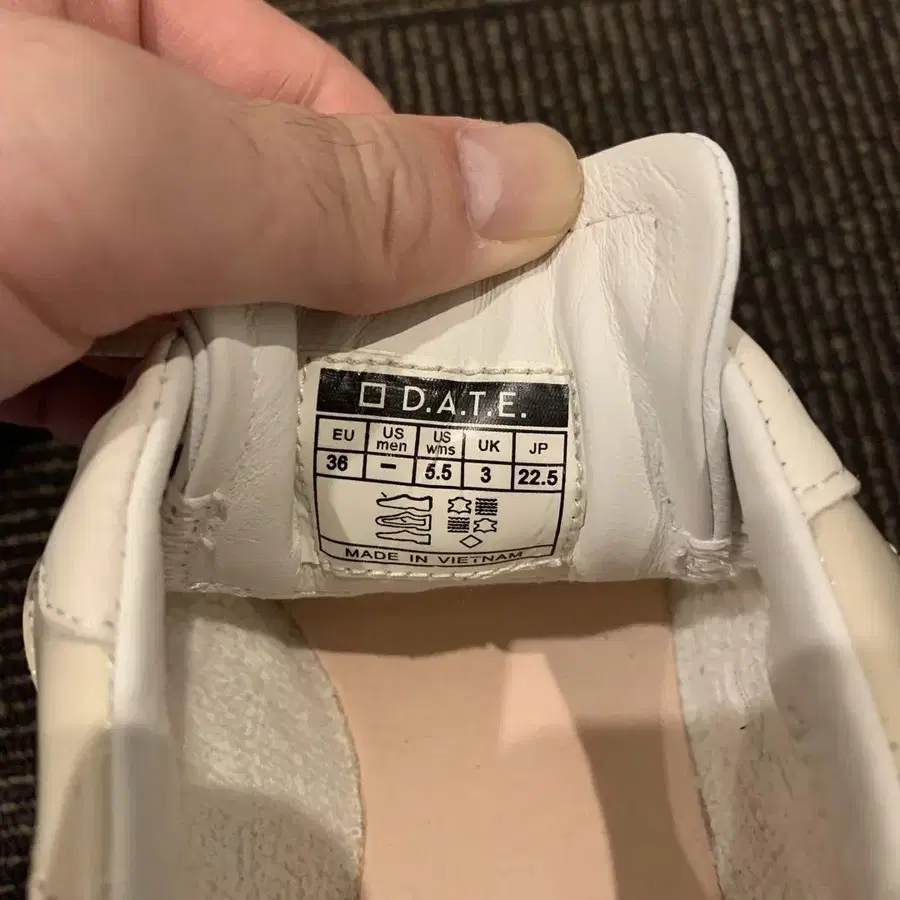 D.A.T.E.
EU US men US wms UK JP
36 – 5.5 3 22.5
MADE IN VIETNAM